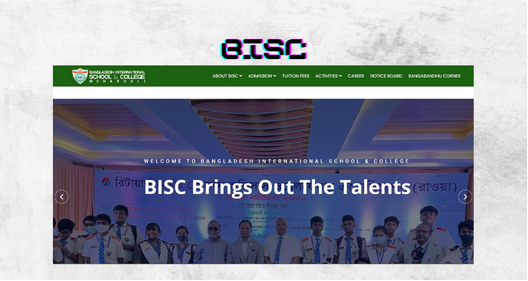 BISC
BANGLADESH INTERNATIONAL
SCHOOL & COLLEGE
MOHAKHALI
ABOUT BISC ADMISSION TUITION FEES ACTIVITIES CAREER NOTICE BOARD BANGABANDHU CORNER
WELCOME TO BANGLADESH INTERNATIONAL SCHOOL & COLLEGE
BISC Brings Out The Talents
রিটায়ার্ড
(রাওয়া)